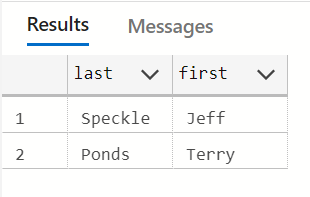 Results Messages
last first
1 Speckle Jeff
2 Ponds Terry